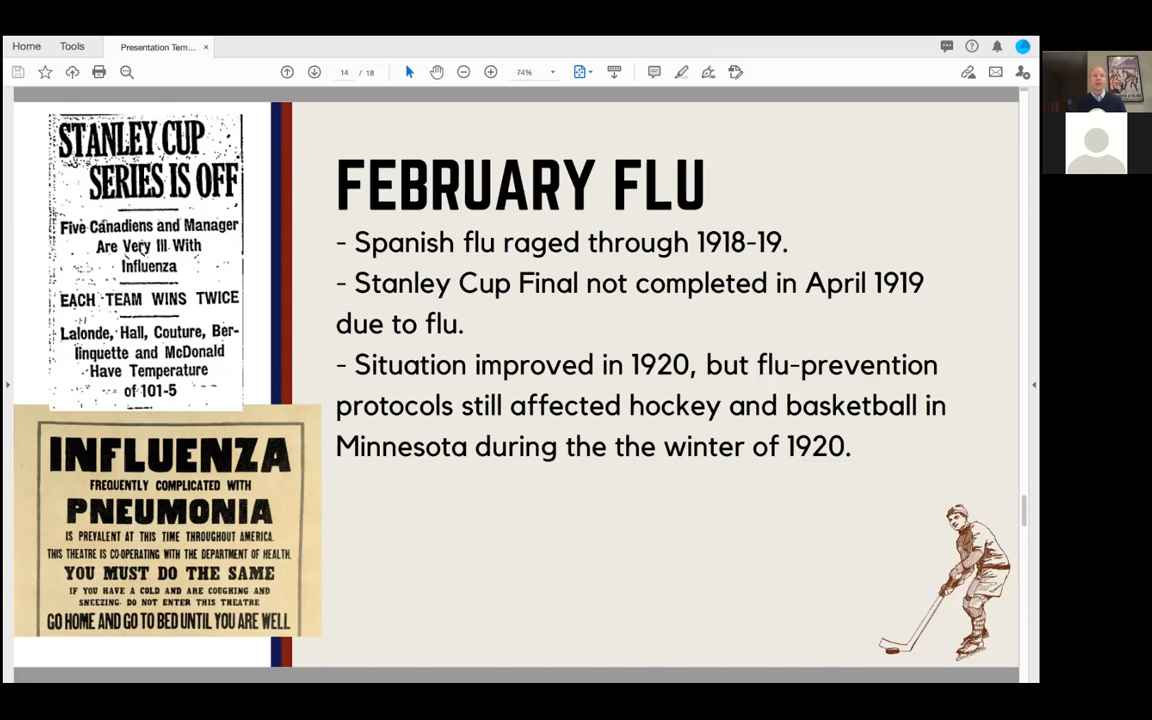 Home Tools Presentation Tem... ×
14 / 18 74%
STANLEY CUP
SERIES IS OFF
Five Canadiens and Manager
Are Very Ill With
Influenza
EACH TEAM WINS TWICE
Lalonde, Hall, Couture, Ber-
linquette and McDonald
Have Temperature
of 101-5
INFLUENZA
FREQUENTLY COMPLICATED WITH
PNEUMONIA
IS PREVALENT AT THIS TIME THROUGHOUT AMERICA.
THIS THEATRE IS CO-OPERATING WITH THE DEPARTMENT OF HEALTH.
YOU MUST DO THE SAME
IF YOU HAVE A COLD AND ARE COUGHING AND
SNEEZING. DO NOT ENTER THIS THEATRE
GO HOME AND GO TO BED UNTIL YOU ARE WELL
FEBRUARY FLU
- Spanish flu raged through 1918-19.
- Stanley Cup Final not completed in April 1919
due to flu.
- Situation improved in 1920, but flu-prevention
protocols still affected hockey and basketball in
Minnesota during the the winter of 1920.